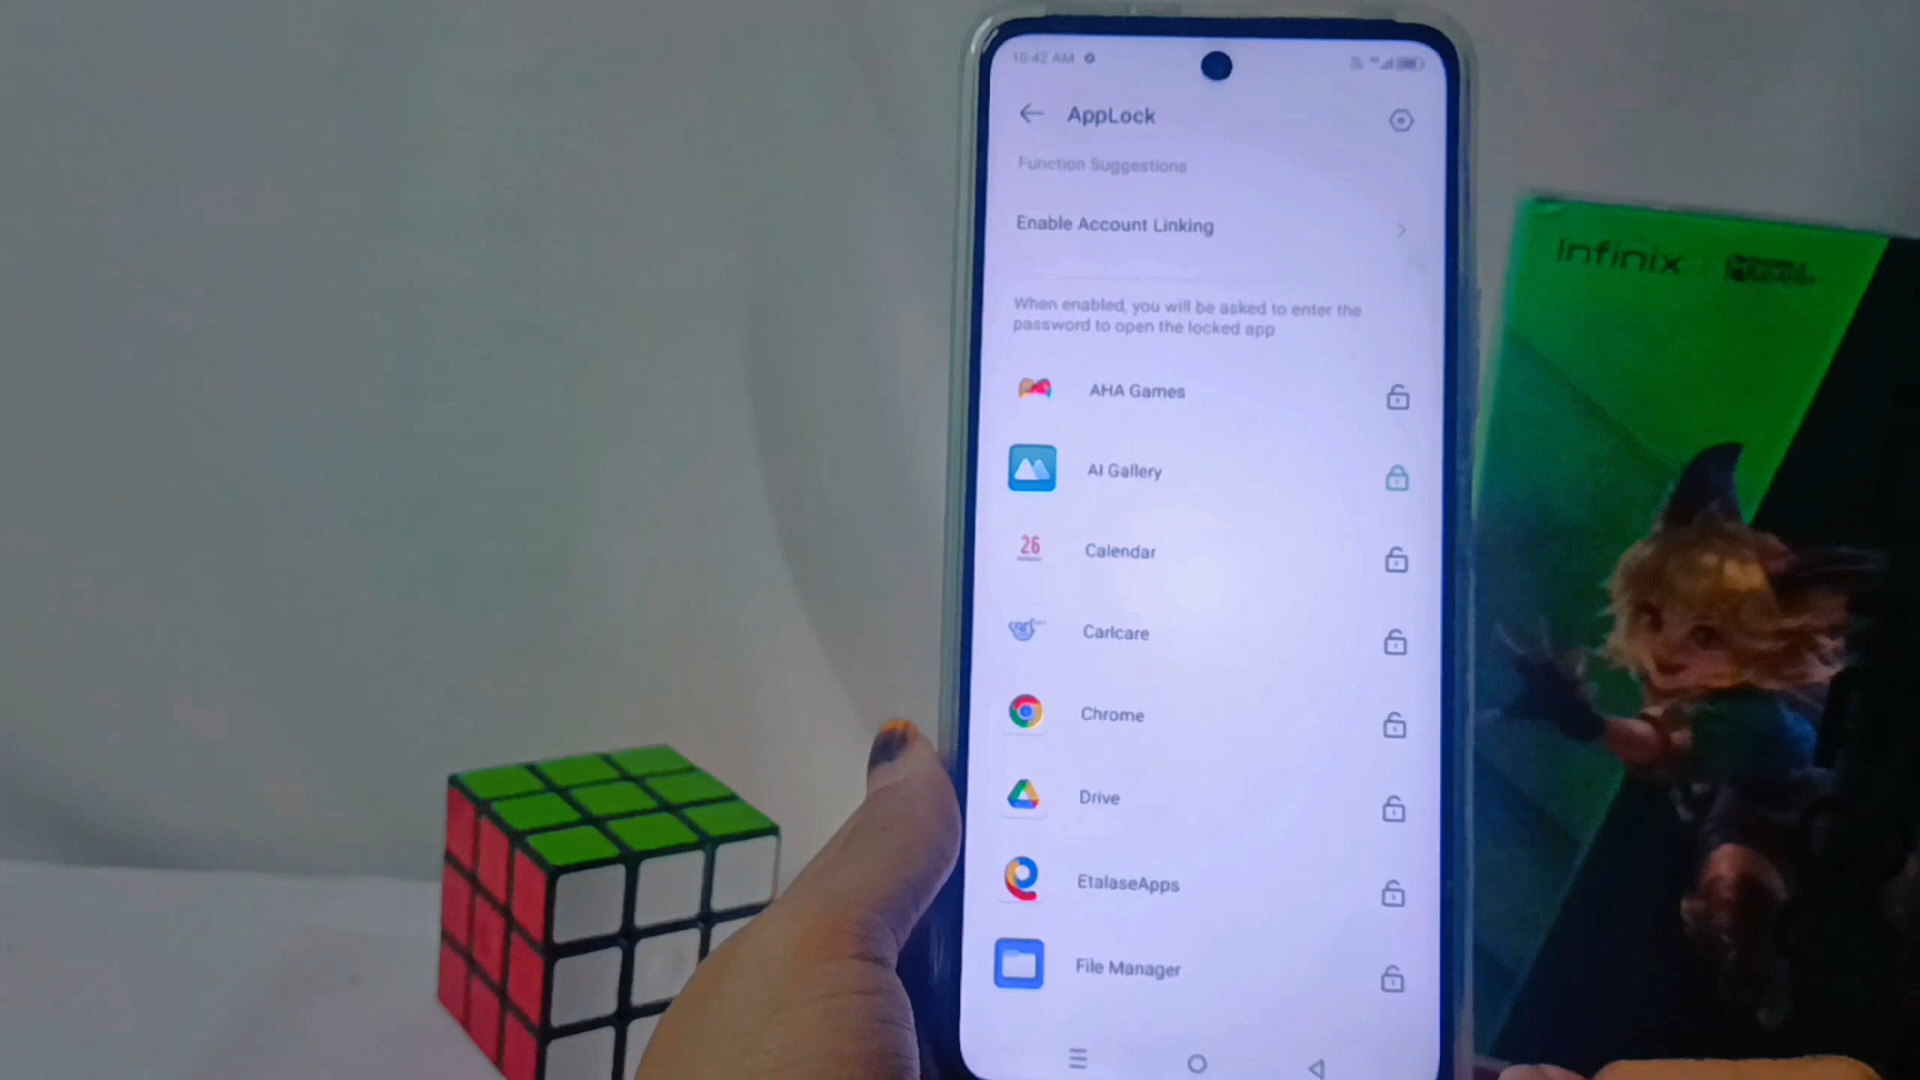 10:42 AM
AppLock
Function Suggestions
Enable Account Linking
When enabled, you will be asked to enter the
password to open the locked app
AHA Games
AI Gallery
26
Calendar
Carlcare
Chrome
Drive
EtalaseApps
File Manager
Infinix